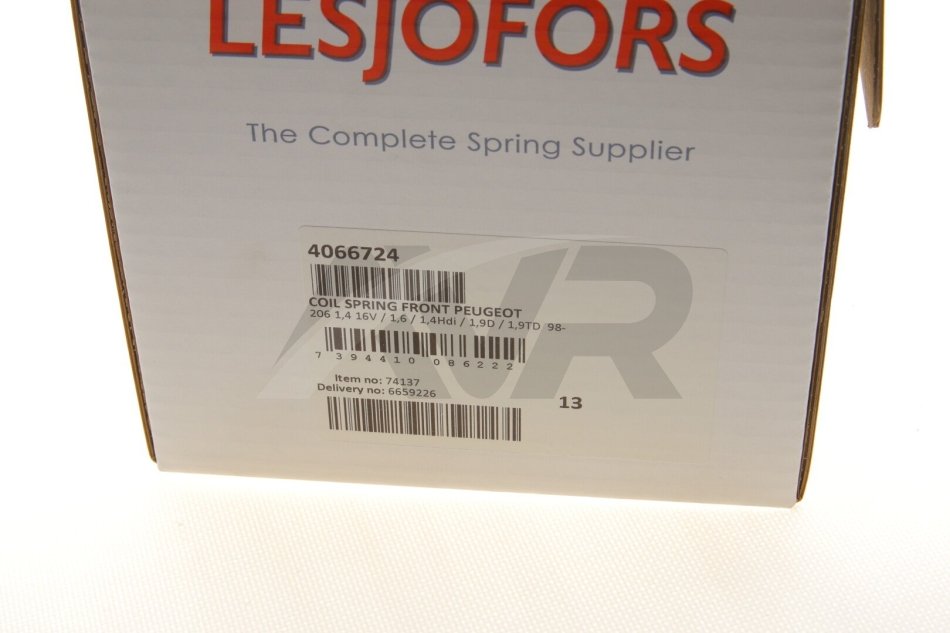 LESJOFORS
The Complete Spring Supplier
4066724
COIL SPRING FRONT PEUGEOT
206 1,4 16V / 1,6 / 1,4Hdi / 1,9D / 1,9TD 98-
7 394410 086222
Item no: 74137
Delivery no: 6659226
13
AVR